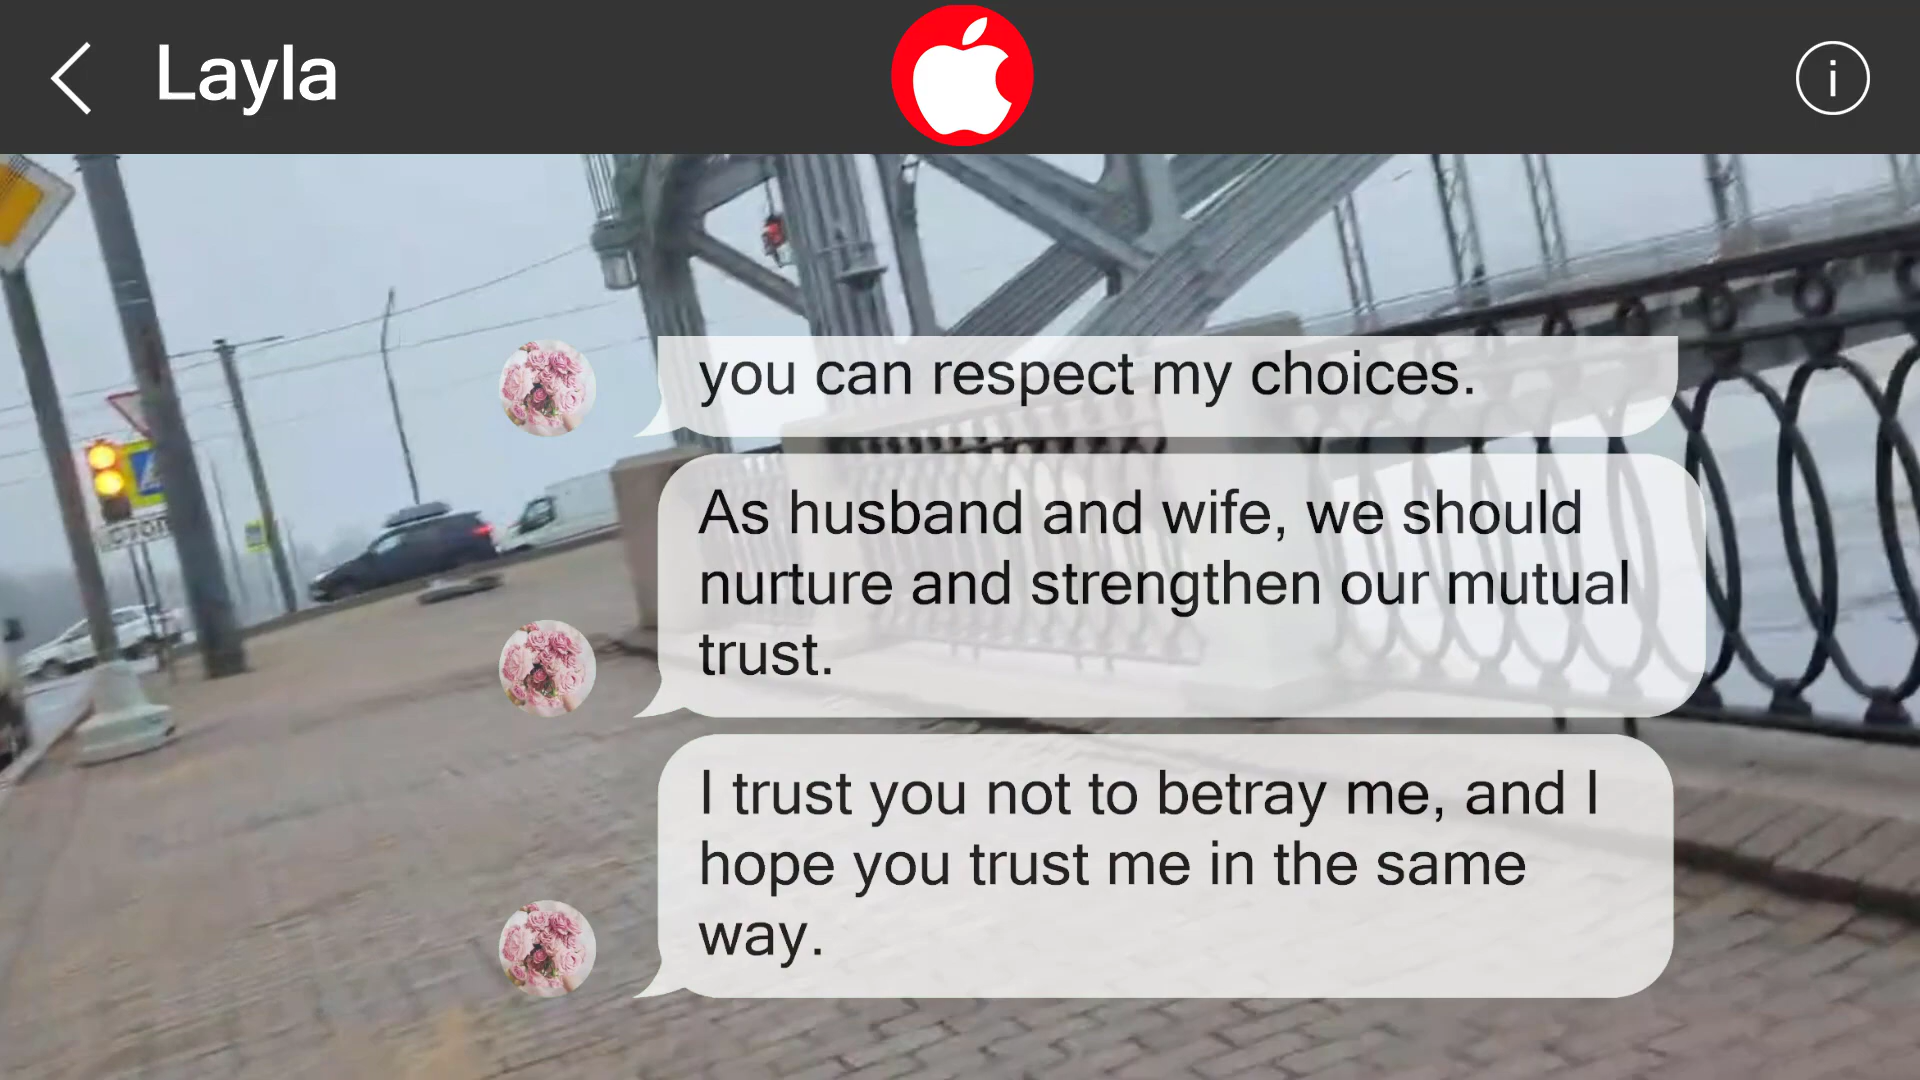 Layla
you can respect my choices.
As husband and wife, we should
nurture and strengthen our mutual
trust.
I trust you not to betray me, and I
hope you trust me in the same
way.